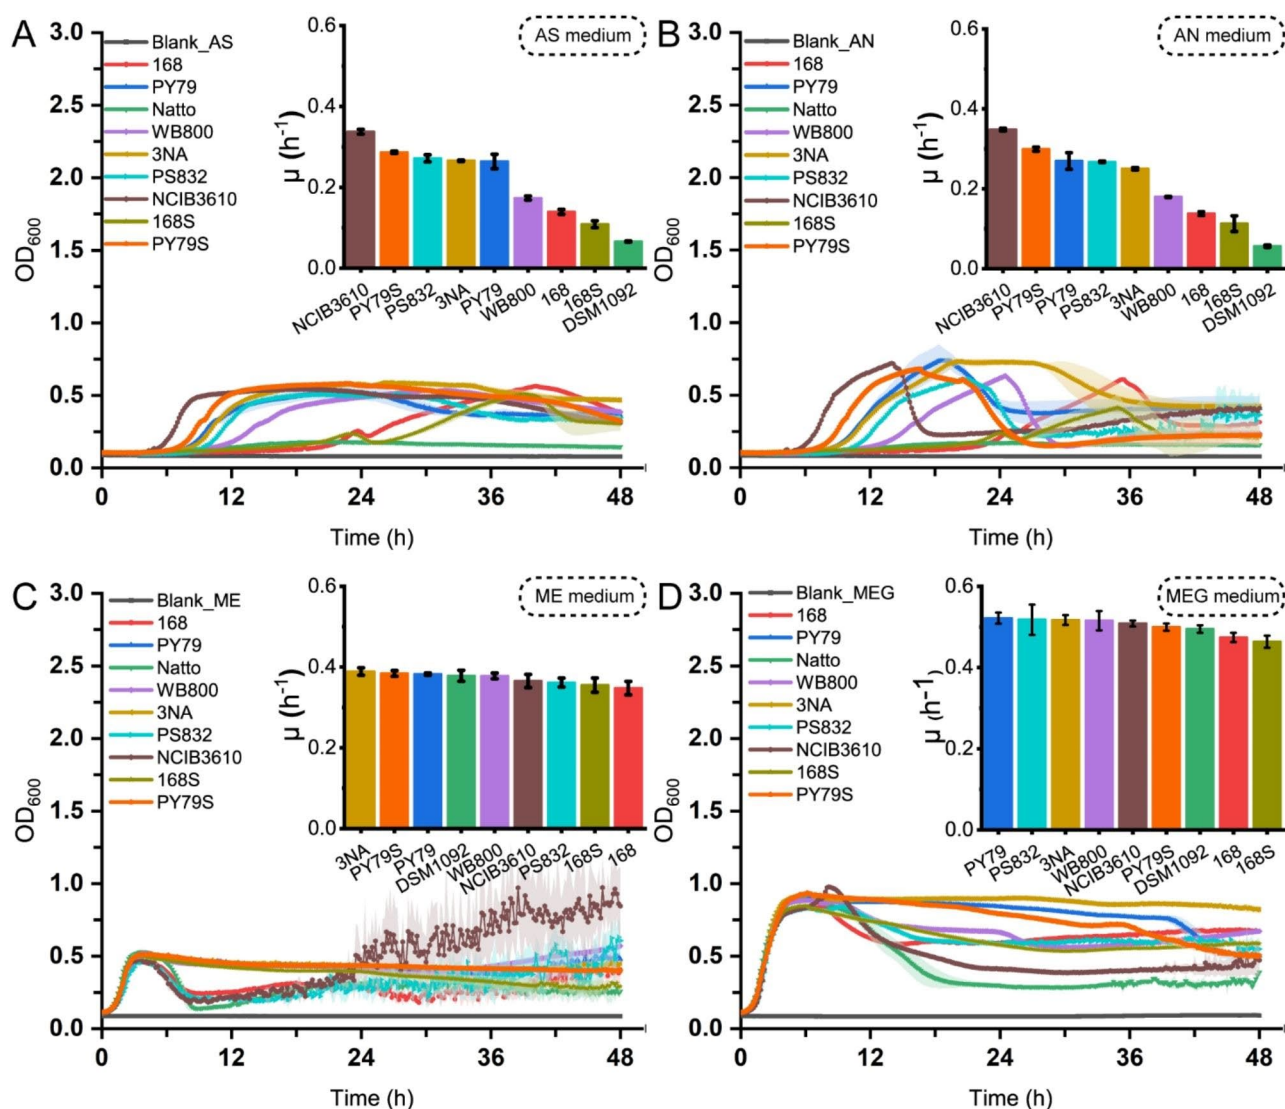 A
AS medium
3.0
2.5
2.0
1.5
1.0
0.5
0.0
OD600
Blank_AS
168
PY79
Natto
WB800
3NA
PS832
NCIB3610
168S
PY79S
0.6
0.4
0.2
0.0
μ (h-1)
NCIB3610
PY79S
PS832
3NA
PY79
WB800
168
168S
DSM1092
0
12
24
36
48
Time (h)
B
AN medium
3.0
2.5
2.0
1.5
1.0
0.5
0.0
OD600
Blank_AN
168
PY79
Natto
WB800
3NA
PS832
NCIB3610
168S
PY79S
0.6
0.4
0.2
0.0
μ (h-1)
NCIB3610
PY79S
PY79
PS832
3NA
WB800
168
168S
DSM1092
0
12
24
36
48
Time (h)
C
ME medium
3.0
2.5
2.0
1.5
1.0
0.5
0.0
OD600
Blank_ME
168
PY79
Natto
WB800
3NA
PS832
NCIB3610
168S
PY79S
0.6
0.4
0.2
0.0
μ (h-1)
3NA
PY79S
PY79
DSM1092
WB800
NCIB3610
PS832
168S
168
0
12
24
36
48
Time (h)
D
MEG medium
3.0
2.5
2.0
1.5
1.0
0.5
0.0
OD600
Blank_MEG
168
PY79
Natto
WB800
3NA
PS832
NCIB3610
168S
PY79S
0.6
0.4
0.2
0.0
μ (h-1)
PY79
PS832
3NA
WB800
NCIB3610
PY79S
DSM1092
168
168S
0
12
24
36
48
Time (h)